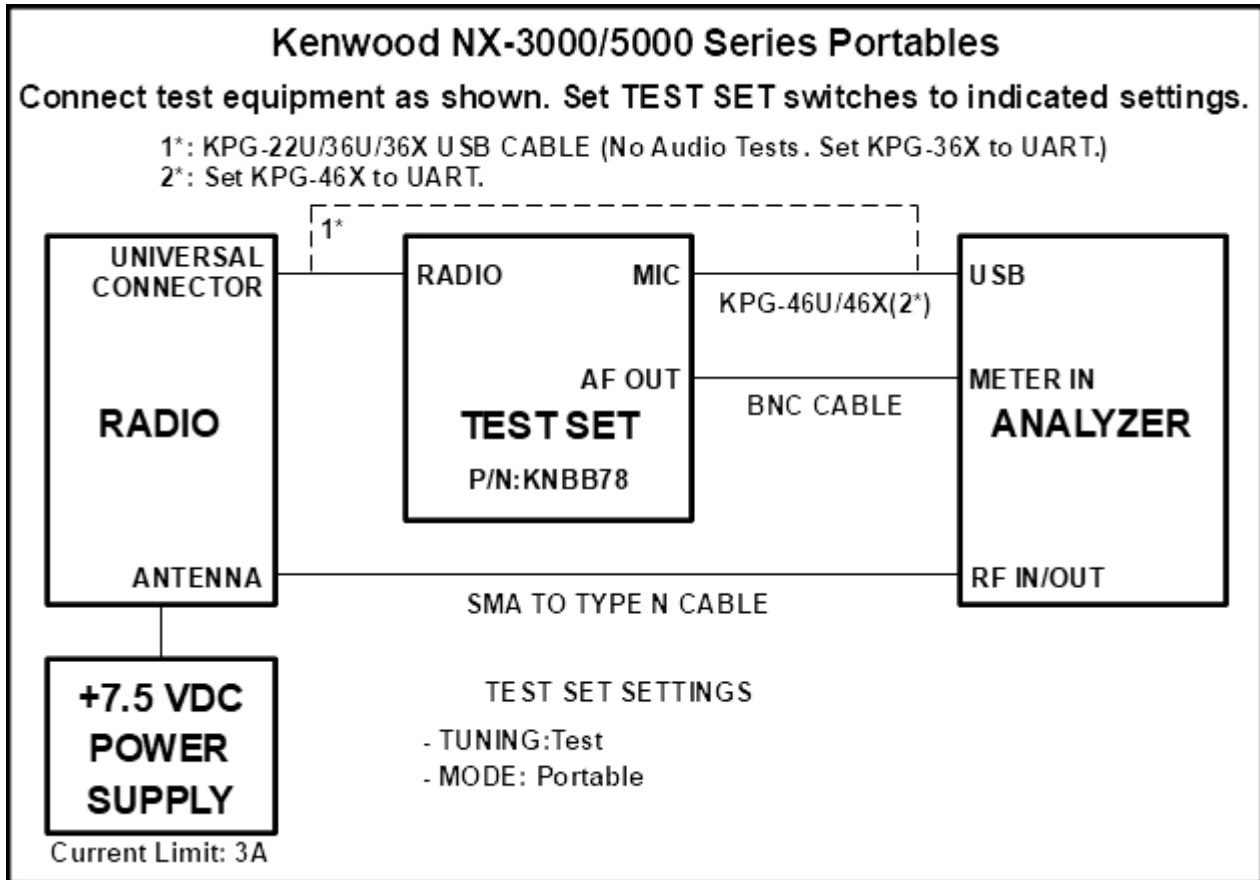 Kenwood NX-3000/5000 Series Portables
Connect test equipment as shown. Set TEST SET switches to indicated settings.
1*: KPG-22U/36U/36X USB CABLE (No Audio Tests. Set KPG-36X to UART.)
2*: Set KPG-46X to UART.
1*
UNIVERSAL
CONNECTOR
RADIO
ANTENNA
RADIO
MIC
AF OUT
TEST SET
P/N:KNBB78
KPG-46U/46X(2*)
BNC CABLE
USB
METER IN
ANALYZER
RF IN/OUT
SMA TO TYPE N CABLE
+7.5 VDC
POWER
SUPPLY
Current Limit: 3A
TEST SET SETTINGS
- TUNING:Test
- MODE: Portable